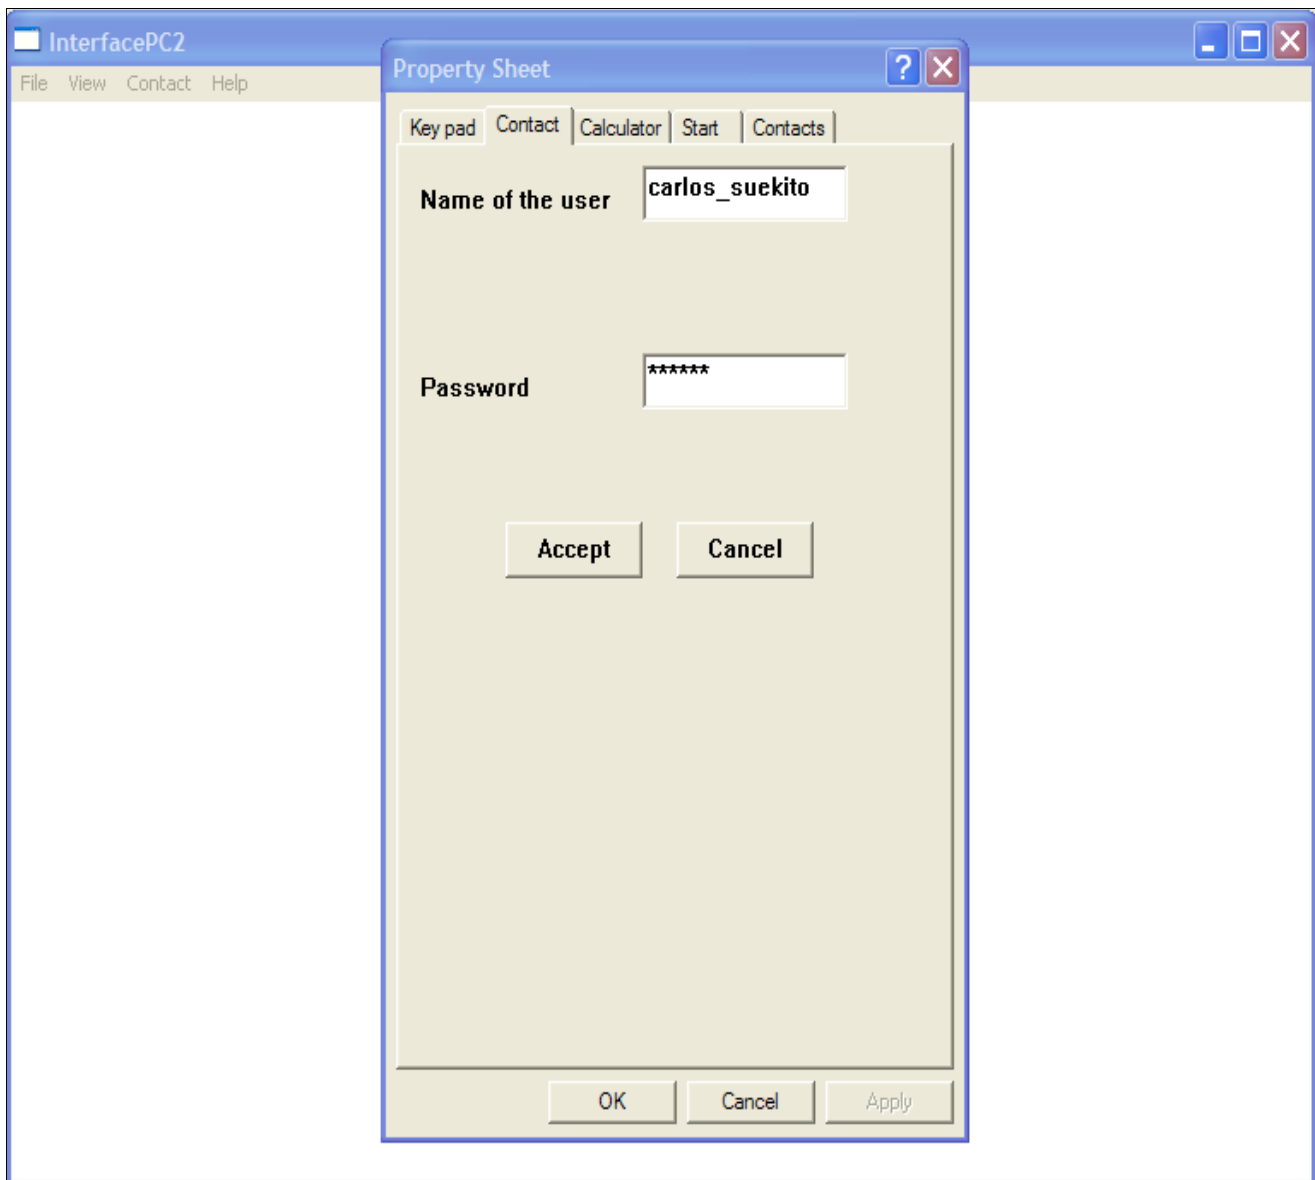 InterfacePC2
File View Contact Help
Property Sheet ?
Key pad Contact Calculator Start Contacts
Name of the user carlos_suekito
Password ******
Accept Cancel
OK Cancel Apply